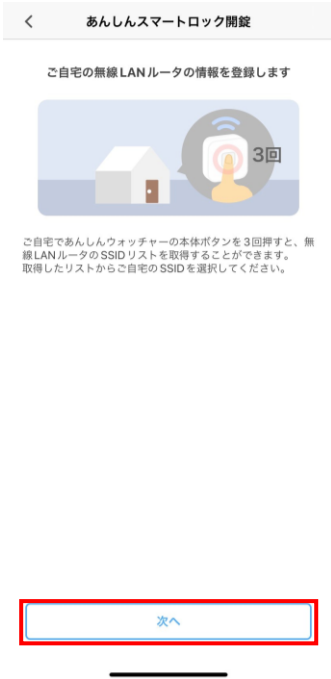 あんしんスマートロック開錠
ご自宅の無線LANルータの情報を登録します
3回
ご自宅であんしんウォッチャーの本体ボタンを3回押すと、無
線LANルータのSSIDリストを取得することができます。
取得したリストからご自宅のSSIDを選択してください。
次へ